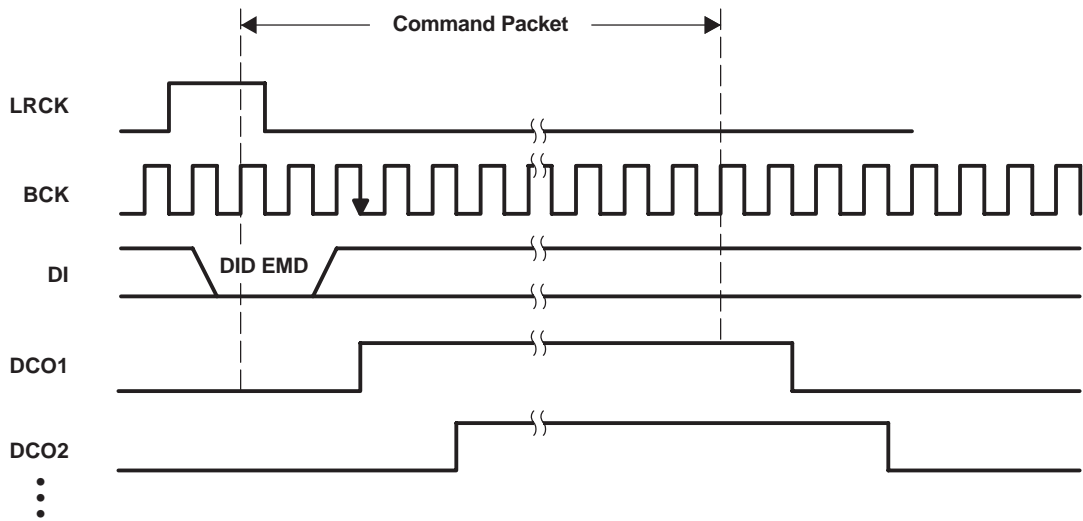 Command Packet
LRCK
BCK
DI
DID EMD
DCO1
DCO2